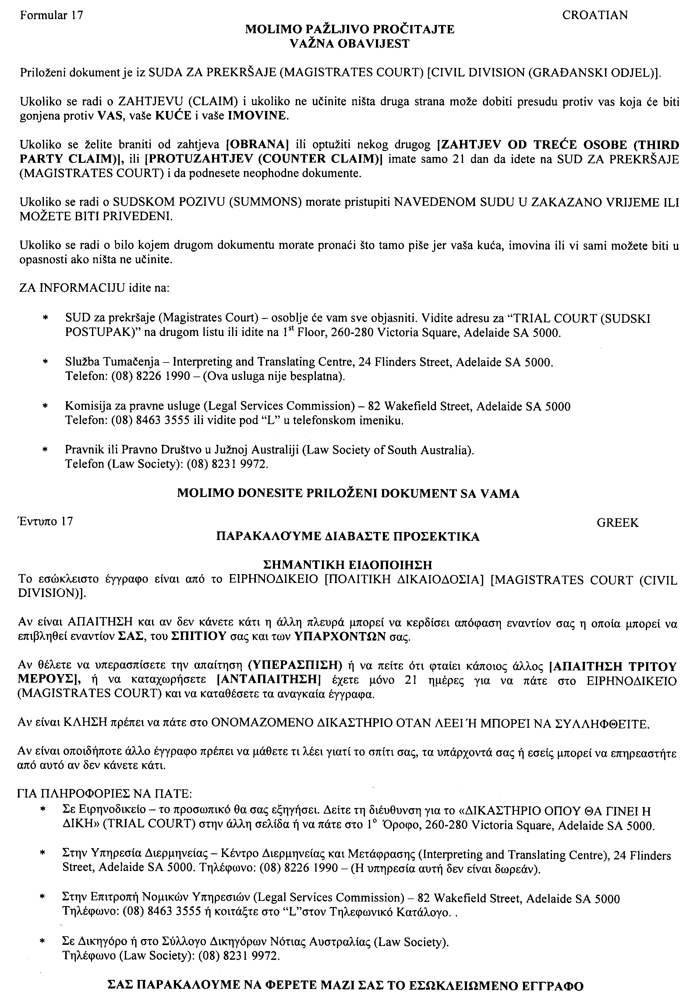 Formular 17
CROATIAN
MOLIMO PAŽLJIVO PROČITAJTE
VAŽNA OBAVIJEST
Priloženi dokument je iz SUDA ZA PREKRŠAJE (MAGISTRATES COURT) [CIVIL DIVISION (GRAĐANSKI ODJEL)].
Ukoliko se radi o ZAHTJEVU (CLAIM) i ukoliko ne učinite ništa druga strana može dobiti presudu protiv vas koja će biti
gonjena protiv VAS, vaše KUĆE i vaše IMOVINE.
Ukoliko se želite braniti od zahtjeva [OBRANA] ili optužiti nekog drugog [ZAHTJEV OD TREĆE OSOBE (THIRD
PARTY CLAIM)], ili [PROTUZAHTJEV (COUNTER CLAIM)] imate samo 21 dan da idete na SUD ZA PREKRŠAJE
(MAGISTRATES COURT) i da podnesete neophodne dokumente.
Ukoliko se radi o SUDSKOM POZIVU (SUMMONS) morate pristupiti NAVEDENOM SUDU U ZAKAZANO VRIJEME ILI
MOŽETE BITI PRIVEDENI.
Ukoliko se radi o bilo kojem drugom dokumentu morate pronaći što tamo piše jer vaša kuća, imovina ili vi sami možete biti u
opasnosti ako ništa ne učinite.
ZA INFORMACIJU idite na:
* SUD za prekršaje (Magistrates Court) – osoblje će vam sve objasniti. Vidite adresu za “TRIAL COURT (SUDSKI
POSTUPAK)” na drugom listu ili idite na 1st Floor, 260-280 Victoria Square, Adelaide SA 5000.
* Služba Tumačenja – Interpreting and Translating Centre, 24 Flinders Street, Adelaide SA 5000.
Telefon: (08) 8226 1990 – (Ova usluga nije besplatna).
* Komisija za pravne usluge (Legal Services Commission) – 82 Wakefield Street, Adelaide SA 5000
Telefon: (08) 8463 3555 ili vidite pod “L” u telefonskom imeniku.
* Pravnik ili Pravno Društvo u Južnoj Australiji (Law Society of South Australia).
Telefon (Law Society): (08) 8231 9972.
MOLIMO DONESITE PRILOŽENI DOKUMENT SA VAMA
Έντυπο 17
GREEK
ΠΑΡΑΚΑΛΟΎΜΕ ΔΙΑΒΑΣΤΕ ΠΡΟΣΕΚΤΙΚΑ
ΣΗΜΑΝΤΙΚΗ ΕΙΔΟΠΟΙΗΣΗ
Το εσώκλειστο έγγραφο είναι από το ΕΙΡΗΝΟΔΙΚΕΙΟ [ΠΟΛΙΤΙΚΗ ΔΙΚΑΙΟΔΟΣΙΑ] [MAGISTRATES COURT (CIVIL
DIVISION)].
Αν είναι ΑΠΑΙΤΗΣΗ και αν δεν κάνετε κάτι η άλλη πλευρά μπορεί να κερδίσει απόφαση εναντίον σας η οποία μπορεί να
επιβληθεί εναντίον ΣΑΣ, του ΣΠΙΤΙΟΥ σας και των ΥΠΑΡΧΟΝΤΩΝ σας.
Αν θέλετε να υπερασπίσετε την απαίτηση (ΥΠΕΡΑΣΠΙΣΗ) ή να πείτε ότι φταίει κάποιος άλλος [ΑΠΑΙΤΗΣΗ ΤΡΙΤΟΥ
ΜΕΡΟΥΣ], ή να καταχωρήσετε [ΑΝΤΑΠΑΙΤΗΣΗ] έχετε μόνο 21 ημέρες για να πάτε στο ΕΙΡΗΝΟΔΙΚΕΊΟ
(MAGISTRATES COURT) και να καταθέσετε τα αναγκαία έγγραφα.
Αν είναι ΚΛΗΣΗ πρέπει να πάτε στο ΟΝΟΜΑΖΟΜΕΝΟ ΔΙΚΑΣΤΗΡΙΟ ΟΤΑΝ ΛΕΕΙ Ή ΜΠΟΡΕΊ ΝΑ ΣΥΛΛΗΦΘΕΊΤΕ.
Αν είναι οποιδήποτε άλλο έγγραφο πρέπει να μάθετε τι λέει γιατί το σπίτι σας, τα υπάρχοντά σας ή εσείς μπορεί να επηρεαστήτε
από αυτό αν δεν κάνετε κάτι.
ΓΙΑ ΠΛΗΡΟΦΟΡΙΕΣ ΝΑ ΠΑΤΕ:
* Σε Ειρηνοδικείο – το προσωπικό θα σας εξηγήσει. Δείτε τη διέυθυνση για το «ΔΙΚΑΣΤΗΡΙΟ ΟΠΟΥ ΘΑ ΓΙΝΕΙ Η
ΔΙΚΗ» (TRIAL COURT) στην άλλη σελίδα ή να πάτε στο 1° Όροφο, 260-280 Victoria Square, Adelaide SA 5000.
* Στην Υπηρεσία Διερμηνείας – Κέντρο Διερμηνείας και Μετάφρασης (Interpreting and Translating Centre), 24 Flinders
Street, Adelaide SA 5000. Τηλέφωνο: (08) 8226 1990 – (Η υπηρεσία αυτή δεν είναι δωρεάν).
* Στην Επιτροπή Νομικών Υπηρεσιών (Legal Services Commission) – 82 Wakefield Street, Adelaide SA 5000
Τηλέφωνο: (08) 8463 3555 ή κοιτάξτε στο “L”στον Τηλεφωνικό Κατάλογο. .
* Σε Δικηγόρο ή στο Σύλλογο Δικηγόρων Νότιας Αυστραλίας (Law Society).
Τηλέφωνο (Law Society): (08) 8231 9972.
ΣΑΣ ΠΑΡΑΚΑΛΟΥΜΕ ΝΑ ΦΕΡΕΤΕ ΜΑΖΙ ΣΑΣ ΤΟ ΕΣΩΚΛΕΙΩΜΕΝΟ ΕΓΓΡΑΦΟ